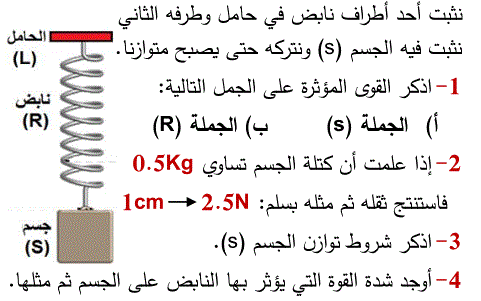 نثبت أحد أطراف نابض في حامل وطرفه الثاني
نثبت فيه الجسم (s) ونتركه حتى يصبح متوازنا.
1- اذكر القوى المؤثرة على الجمل التالية:
أ) الجملة (s) ب) الجملة (R)
2- إذا علمت أن كتلة الجسم تساوي 0.5Kg
فاستنتج ثقله ثم مثله بسلم: 1cm → 2.5N
3- اذكر شروط توازن الجسم (s).
4- أوجد شدة القوة التي يؤثر بها النابض على الجسم ثم مثلها.
الحامل
(L)
نابض
(R)
جسم
(S)